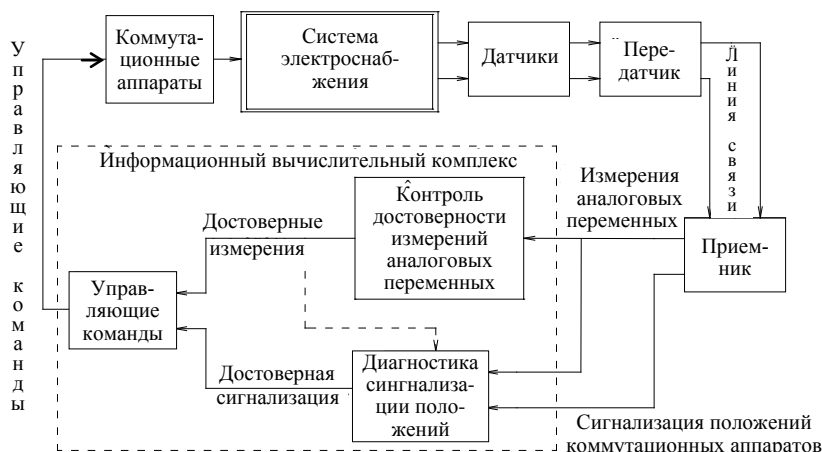 Управляющие команды
Коммута-
ционные
аппараты
Система
электроснаб-
жения
Датчики
Пере-
датчик
Линия связи
Информационный вычислительный комплекс
Измерения
аналоговых
переменных
Контроль
достоверности
измерений
аналоговых
переменных
Достоверные
измерения
Прием-
ник
Управ-
ляющие
команды
Диагностика
сингнализа-
ции поло-
жений
Достоверная
сигнализация
Сигнализация положений
коммутационных аппаратов